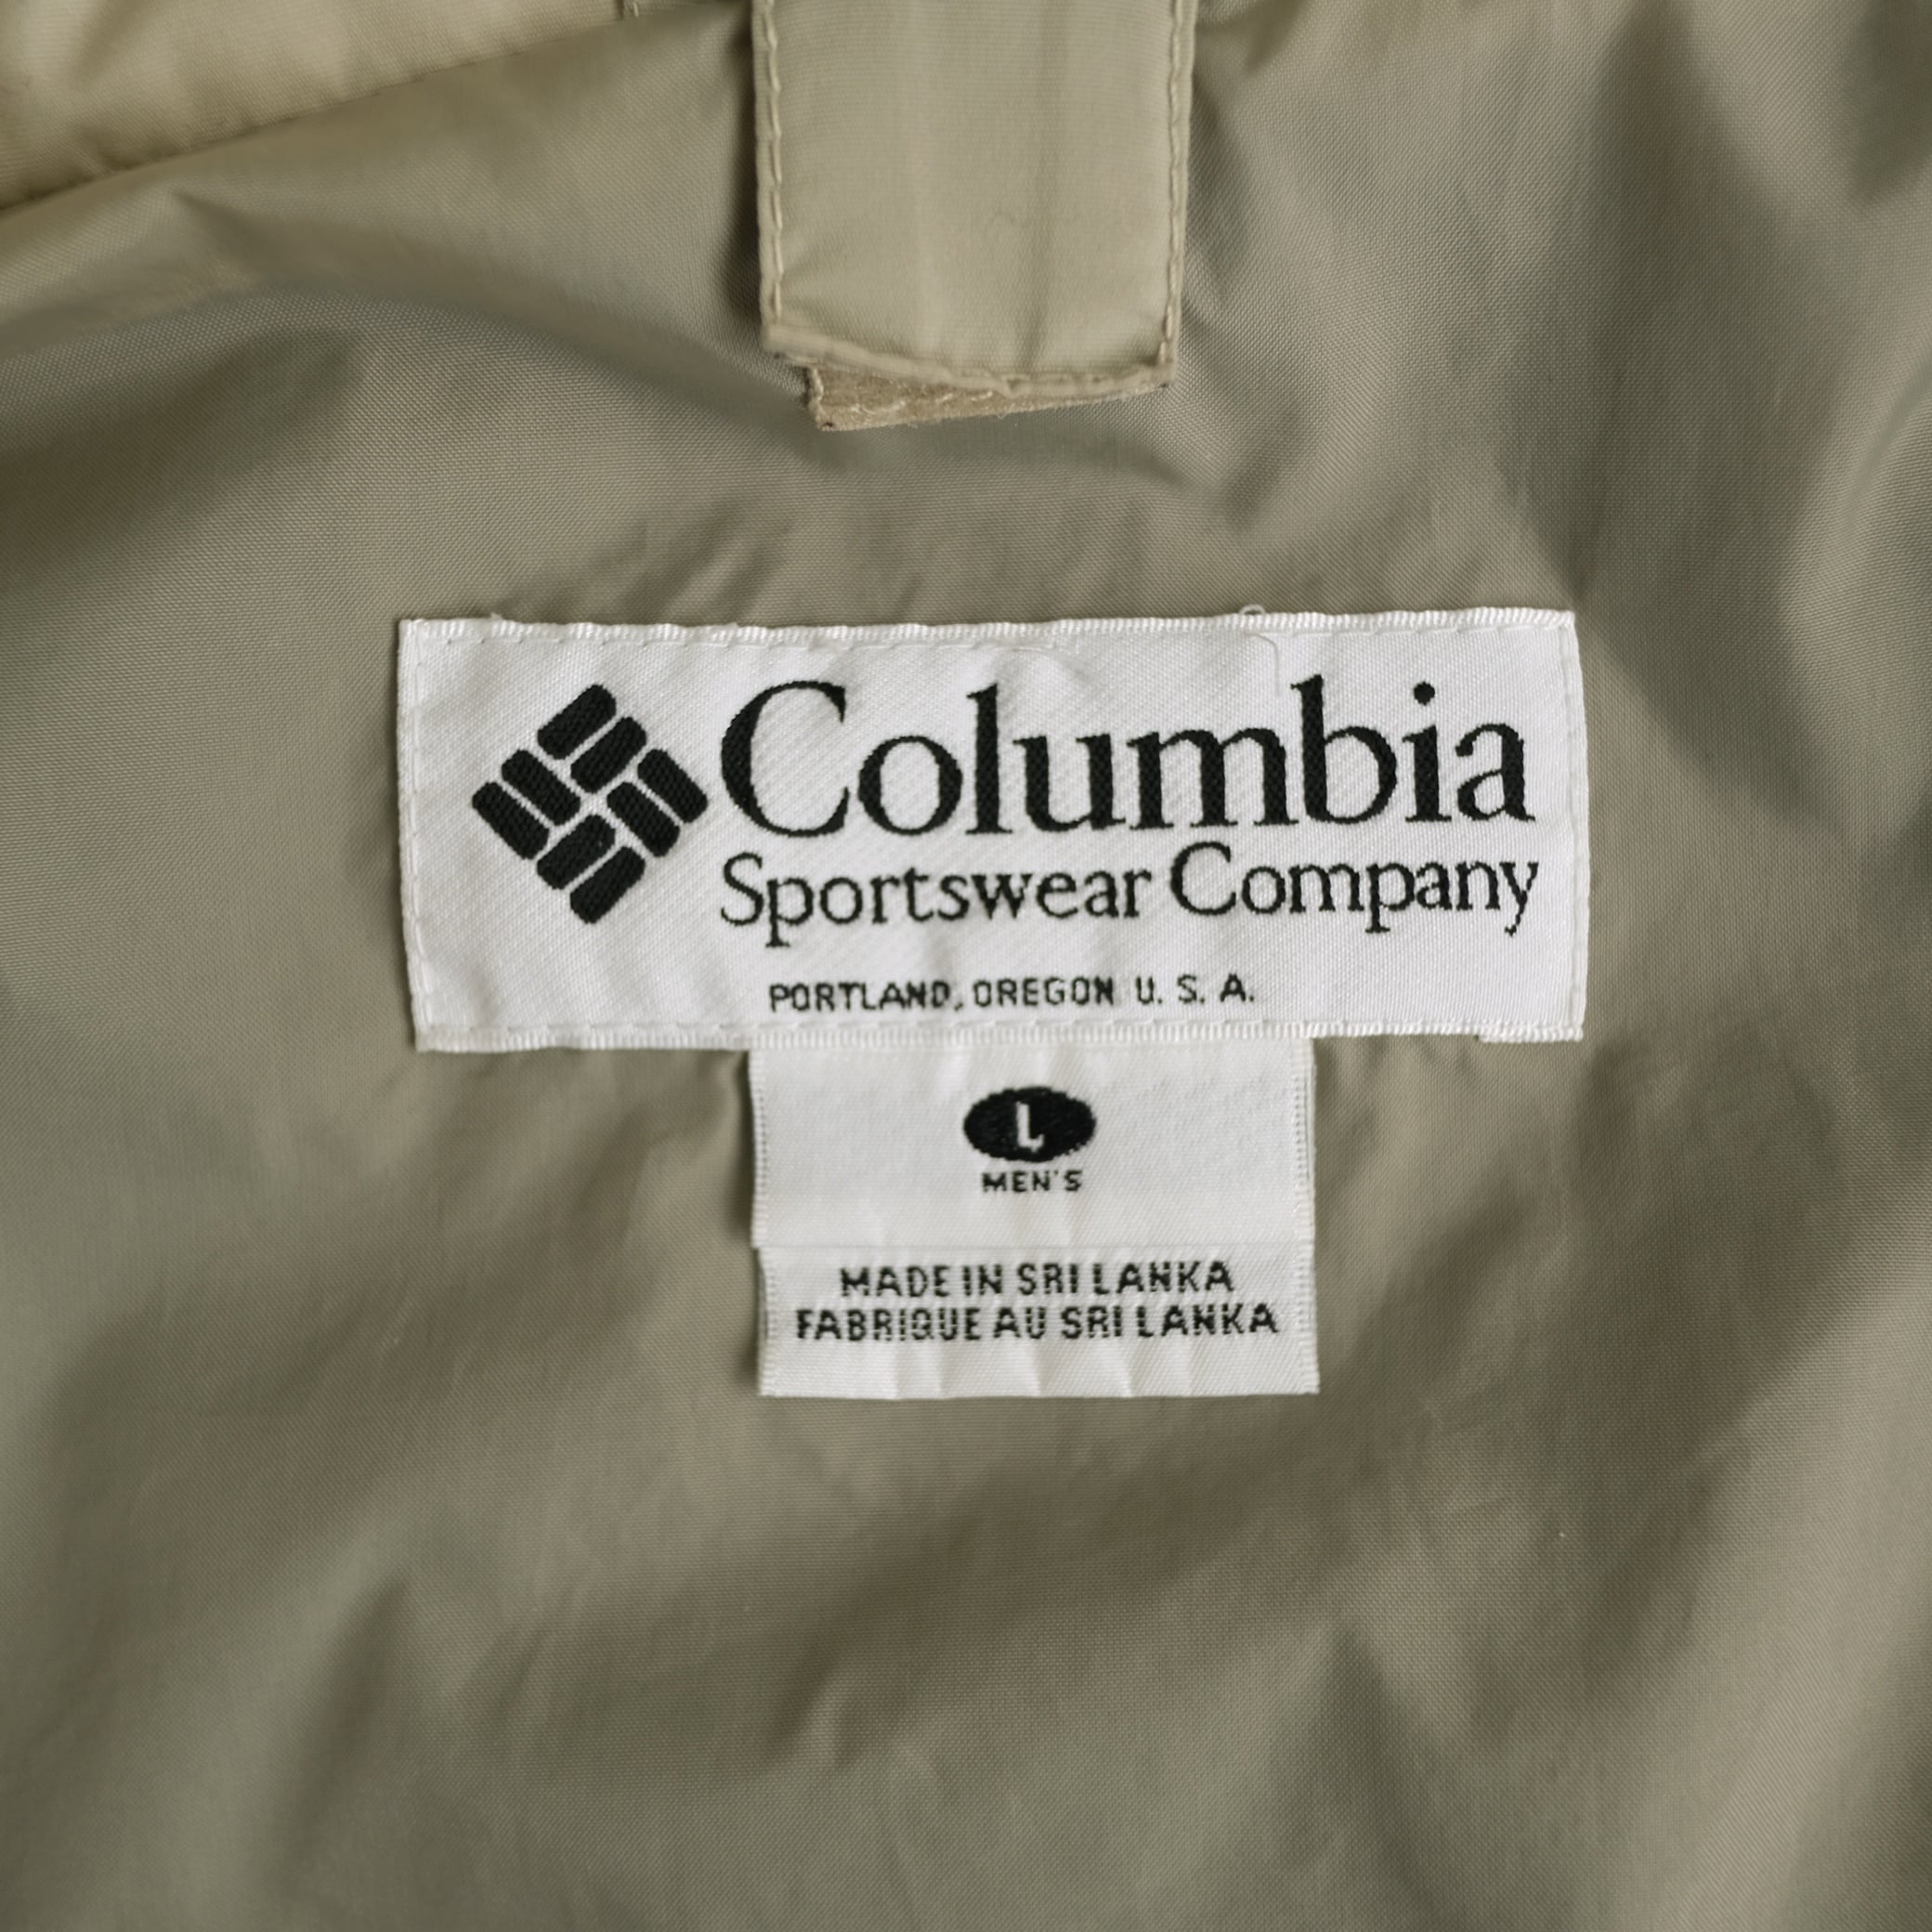 Columbia
Sportswear Company
PORTLAND, OREGON U. S. A.
L
MEN'S
MADE IN SRI LANKA
FABRIQUE AU SRI LANKA